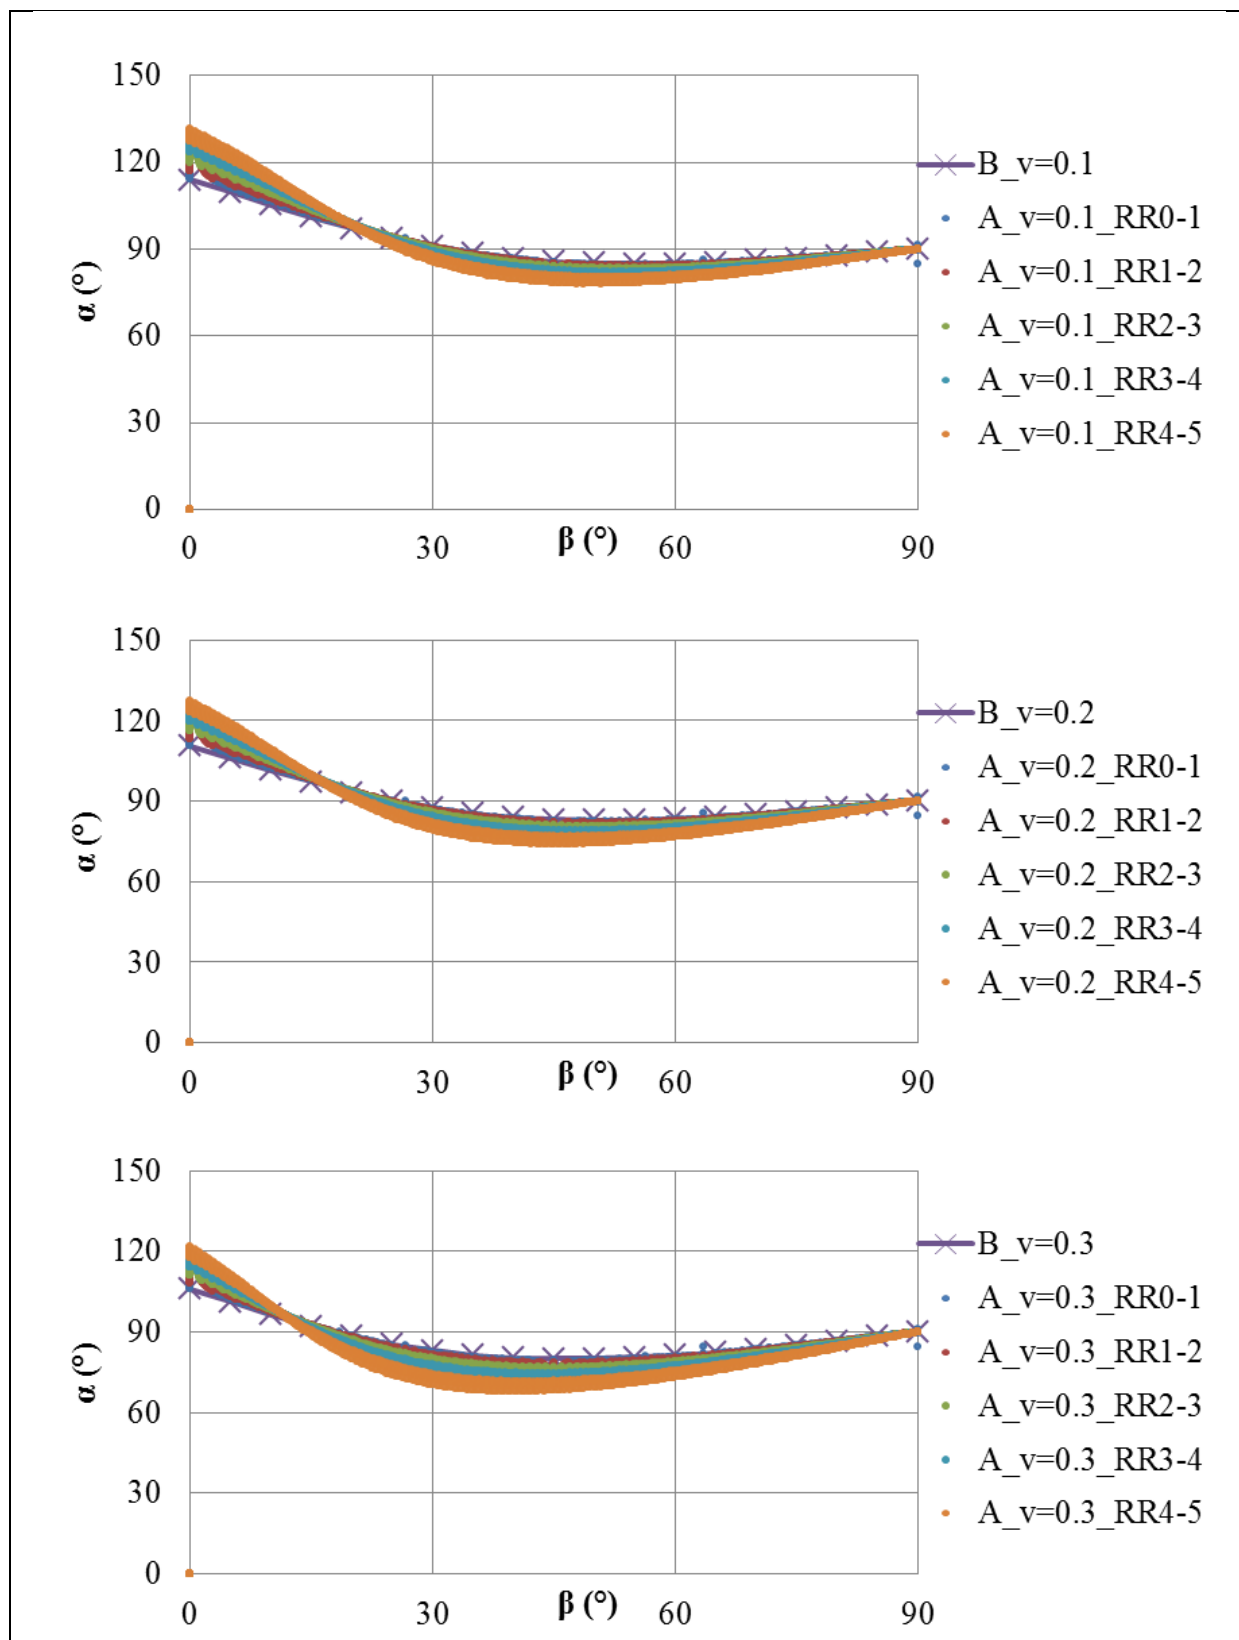 150
120
90
60
30
0
α (°)
0 30 60 90
β (°)
B_v=0.1
A_v=0.1_RR0-1
A_v=0.1_RR1-2
A_v=0.1_RR2-3
A_v=0.1_RR3-4
A_v=0.1_RR4-5
150
120
90
60
30
0
α (°)
0 30 60 90
β (°)
B_v=0.2
A_v=0.2_RR0-1
A_v=0.2_RR1-2
A_v=0.2_RR2-3
A_v=0.2_RR3-4
A_v=0.2_RR4-5
150
120
90
60
30
0
α (°)
0 30 60 90
β (°)
B_v=0.3
A_v=0.3_RR0-1
A_v=0.3_RR1-2
A_v=0.3_RR2-3
A_v=0.3_RR3-4
A_v=0.3_RR4-5